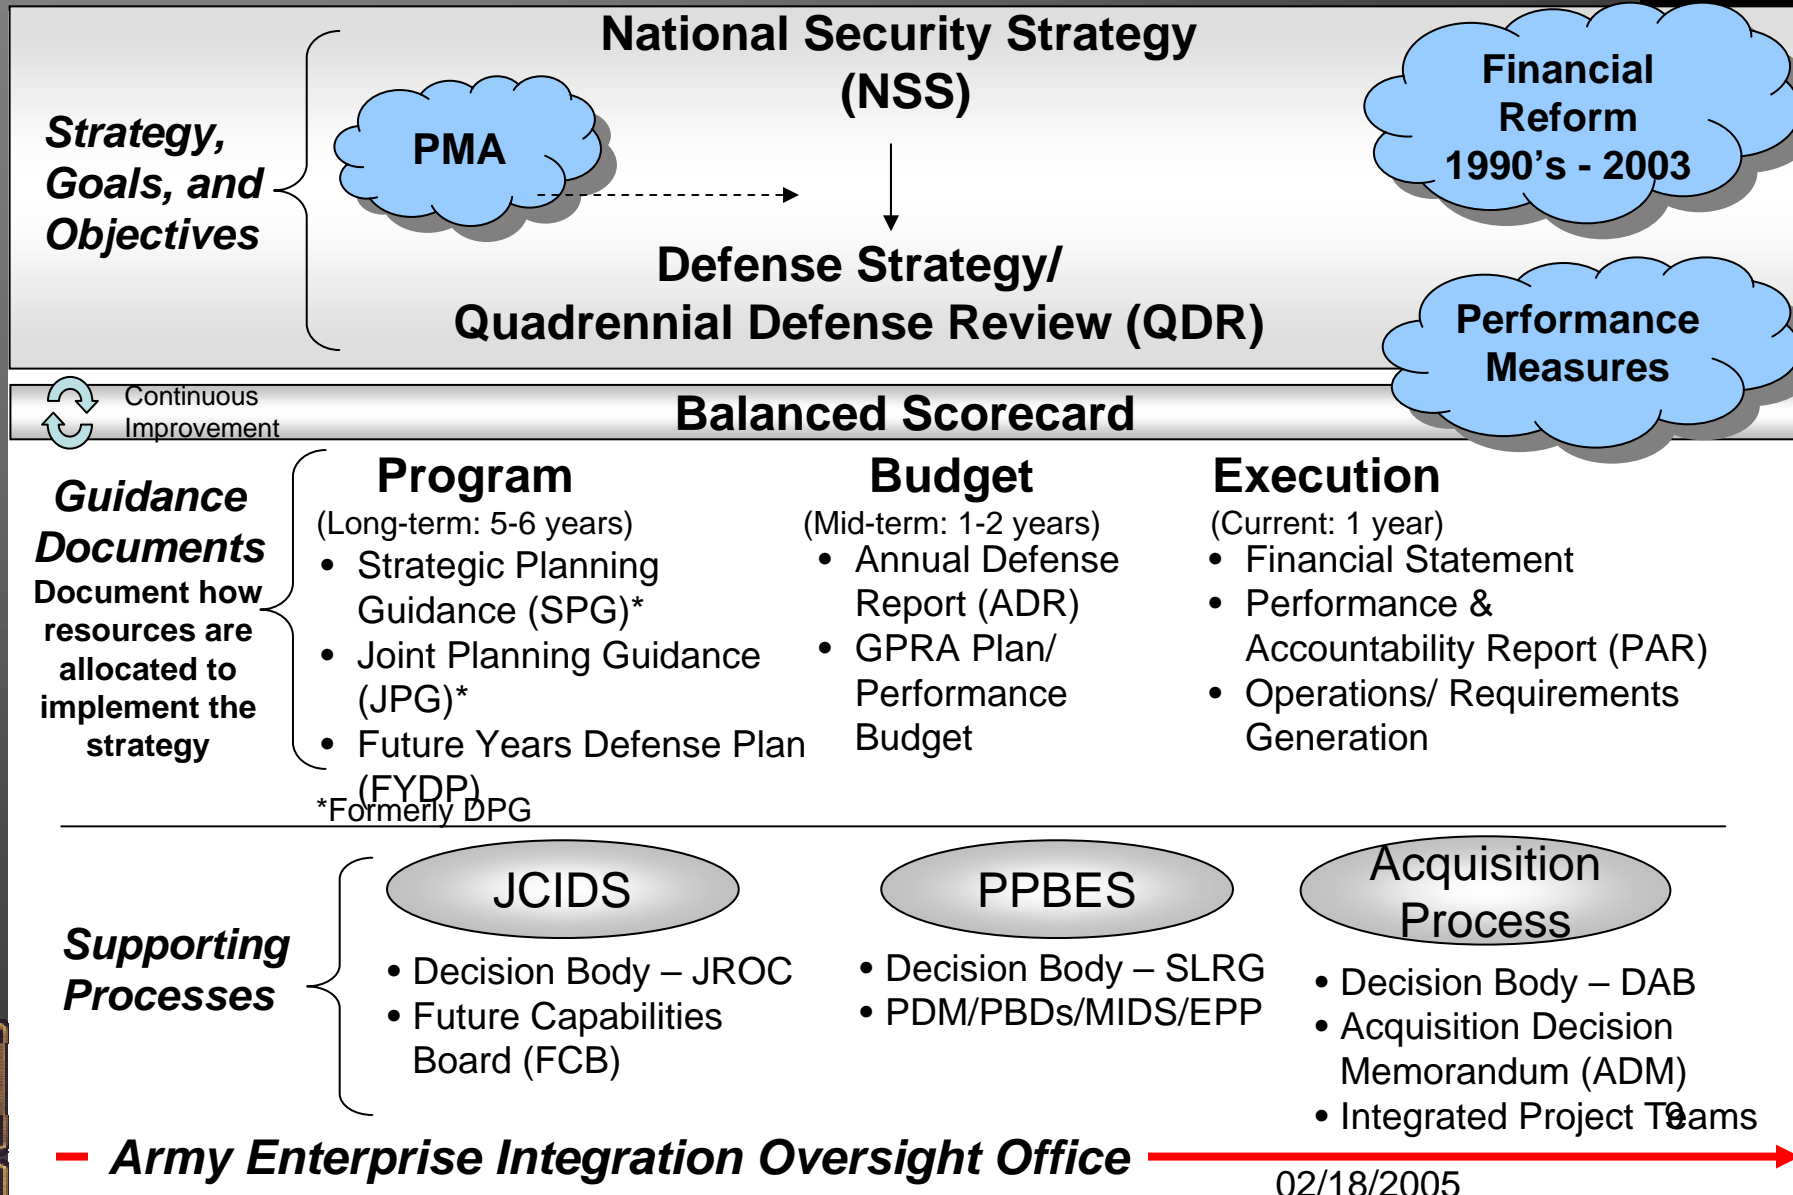 National Security Strategy
(NSS)
Financial
Reform
1990's - 2003
Strategy,
Goals, and
Objectives
PMA
Defense Strategy/
Quadrennial Defense Review (QDR)
Performance
Measures
Continuous
Improvement
Balanced Scorecard
Guidance
Documents
Document how
resources are
allocated to
implement the
strategy
Program
(Long-term: 5-6 years)
• Strategic Planning
Guidance (SPG)*
• Joint Planning Guidance
(JPG)*
• Future Years Defense Plan
(FYDP)
*Formerly DPG
Budget
(Mid-term: 1-2 years)
• Annual Defense
Report (ADR)
• GPRA Plan/
Performance
Budget
Execution
(Current: 1 year)
• Financial Statement
• Performance &
Accountability Report (PAR)
• Operations/ Requirements
Generation
Supporting
Processes
JCIDS
• Decision Body – JROC
• Future Capabilities
Board (FCB)
PPBES
• Decision Body – SLRG
• PDM/PBDs/MIDS/EPP
Acquisition
Process
• Decision Body – DAB
• Acquisition Decision
Memorandum (ADM)
• Integrated Project Teams
9
Army Enterprise Integration Oversight Office
02/18/2005